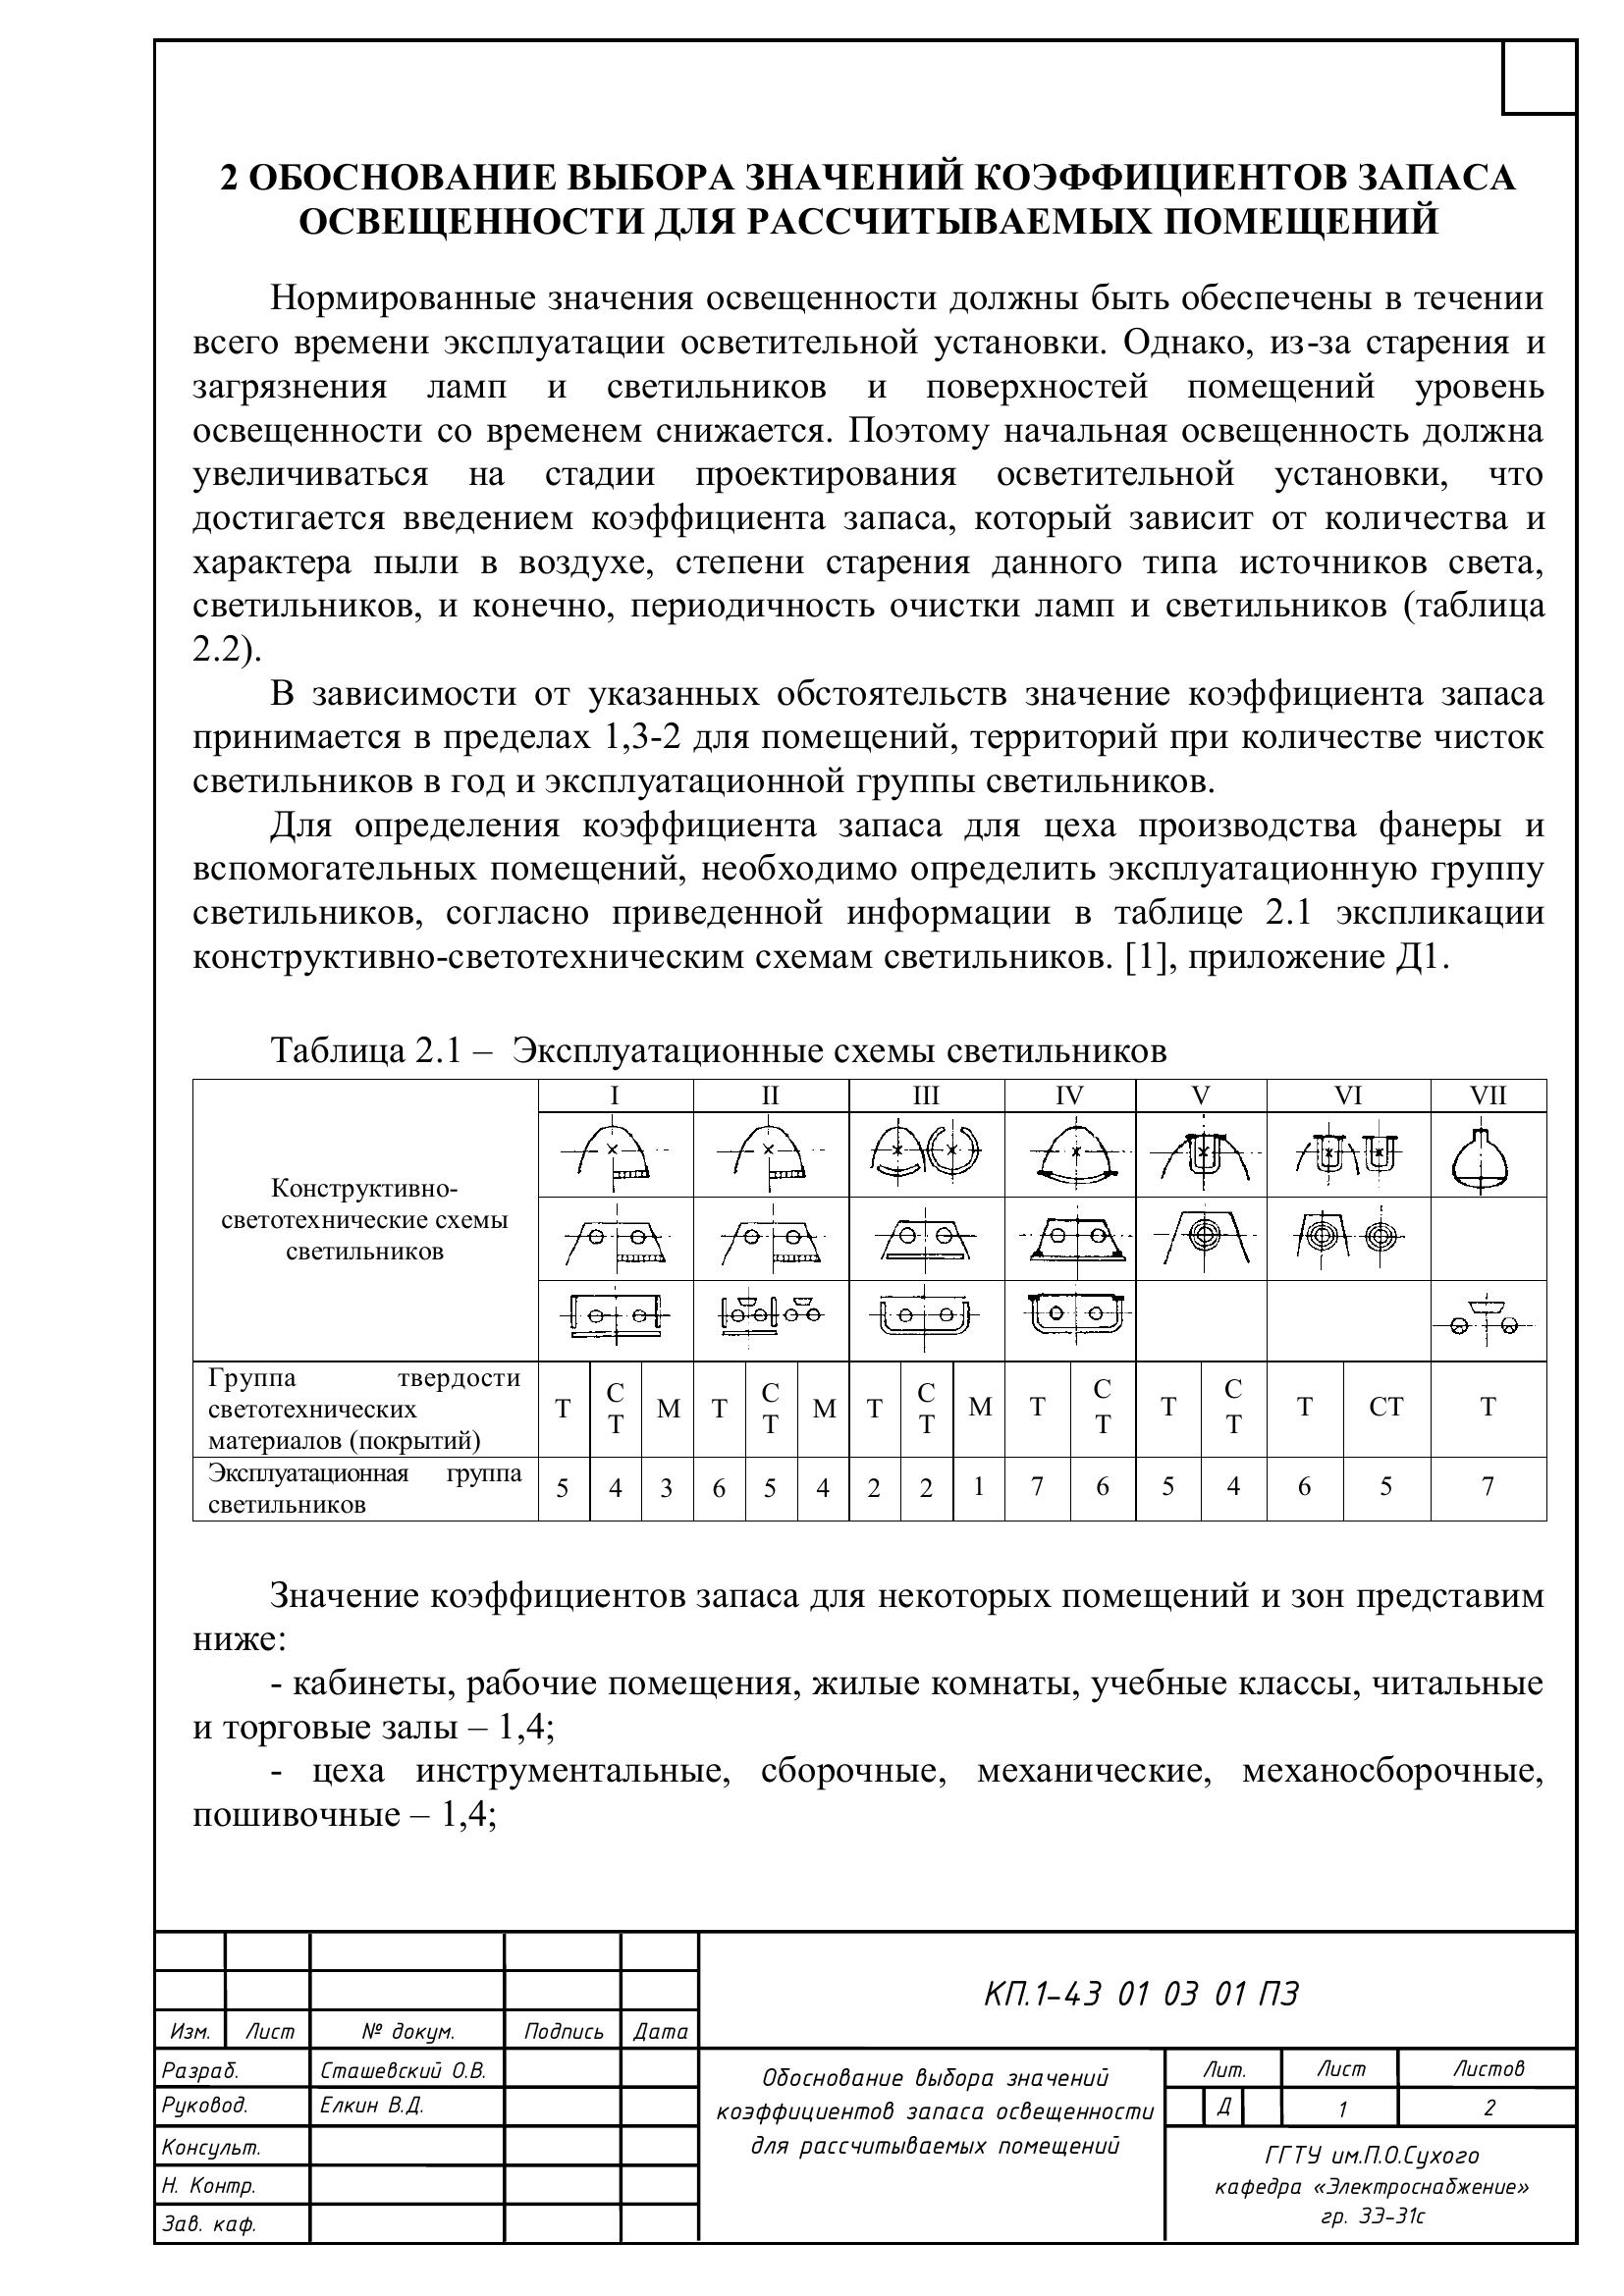 2 ОБОСНОВАНИЕ ВЫБОРА ЗНАЧЕНИЙ КОЭФФИЦИЕНТОВ ЗАПАСА
ОСВЕЩЕННОСТИ ДЛЯ РАССЧИТЫВАЕМЫХ ПОМЕЩЕНИЙ
Нормированные значения освещенности должны быть обеспечены в течении
всего времени эксплуатации осветительной установки. Однако, из-за старения и
загрязнения ламп и светильников и поверхностей помещений уровень
освещенности со временем снижается. Поэтому начальная освещенность должна
увеличиваться на стадии проектирования осветительной установки, что
достигается введением коэффициента запаса, который зависит от количества и
характера пыли в воздухе, степени старения данного типа источников света,
светильников, и конечно, периодичность очистки ламп и светильников (таблица
2.2).
В зависимости от указанных обстоятельств значение коэффициента запаса
принимается в пределах 1,3-2 для помещений, территорий при количестве чисток
светильников в год и эксплуатационной группы светильников.
Для определения коэффициента запаса для цеха производства фанеры и
вспомогательных помещений, необходимо определить эксплуатационную группу
светильников, согласно приведенной информации в таблице 2.1 экспликации
конструктивно-светотехническим схемам светильников. [1], приложение Д1.
Таблица 2.1 – Эксплуатационные схемы светильников
I II III IV V VI VII
Конструктивно-
светотехнические схемы
светильников
Группа твердости
светотехнических
материалов (покрытий)
Т СТ М Т СТ М Т СТ М Т СТ Т СТ Т СТ Т
Эксплуатационная группа
светильников
5 4 3 6 5 4 2 2 1 7 6 5 4 6 5 7
Значение коэффициентов запаса для некоторых помещений и зон представим
ниже:
- кабинеты, рабочие помещения, жилые комнаты, учебные классы, читальные
и торговые залы – 1,4;
- цеха инструментальные, сборочные, механические, механосборочные,
пошивочные – 1,4;
КП.1-43 01 03 01 ПЗ
Изм. Лист № докум. Подпись Дата
Разраб. Сташевский О.В.
Руковод. Елкин В.Д.
Консульт.
Н. Контр.
Зав. каф.
Обоснование выбора значений
коэффициентов запаса освещенности
для рассчитываемых помещений
Лит. Лист Листов
Д 1 2
ГГТУ им.П.О.Сухого
кафедра «Электроснабжение»
гр. ЗЭ-31с